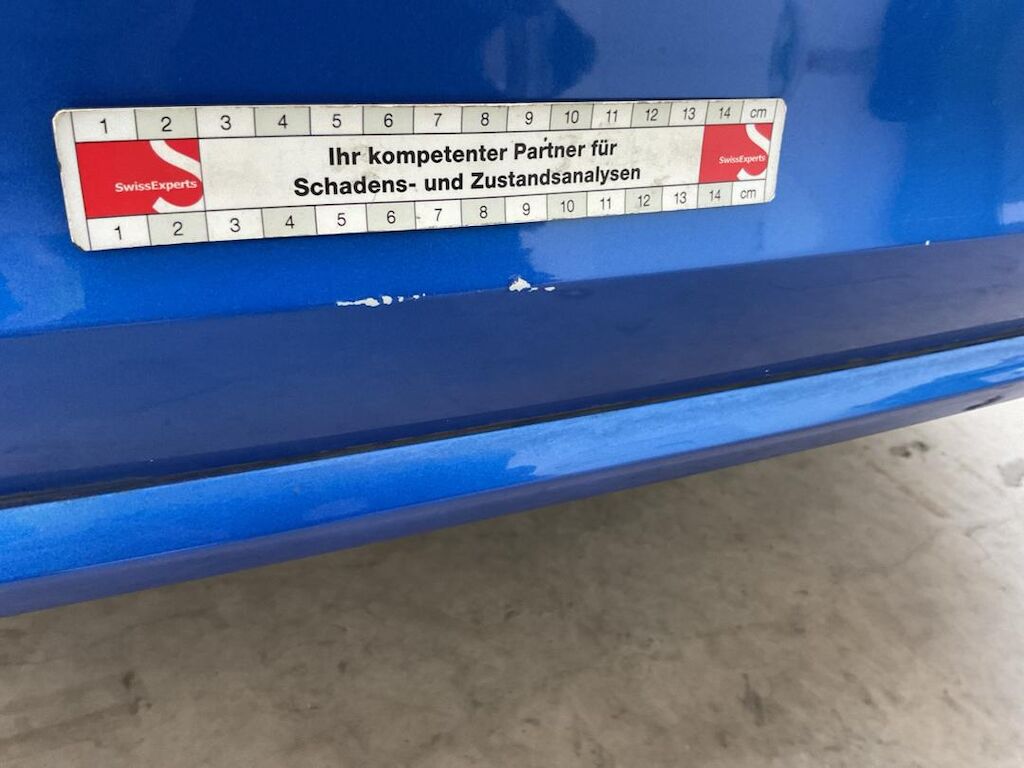 1 2 3 4 5 6 7 8 9 10 11 12 13 14 cm
SwissExperts
Ihr kompetenter Partner für
Schadens- und Zustandsanalysen
SwissExperts
1 2 3 4 5 6 7 8 9 10 11 12 13 14 cm